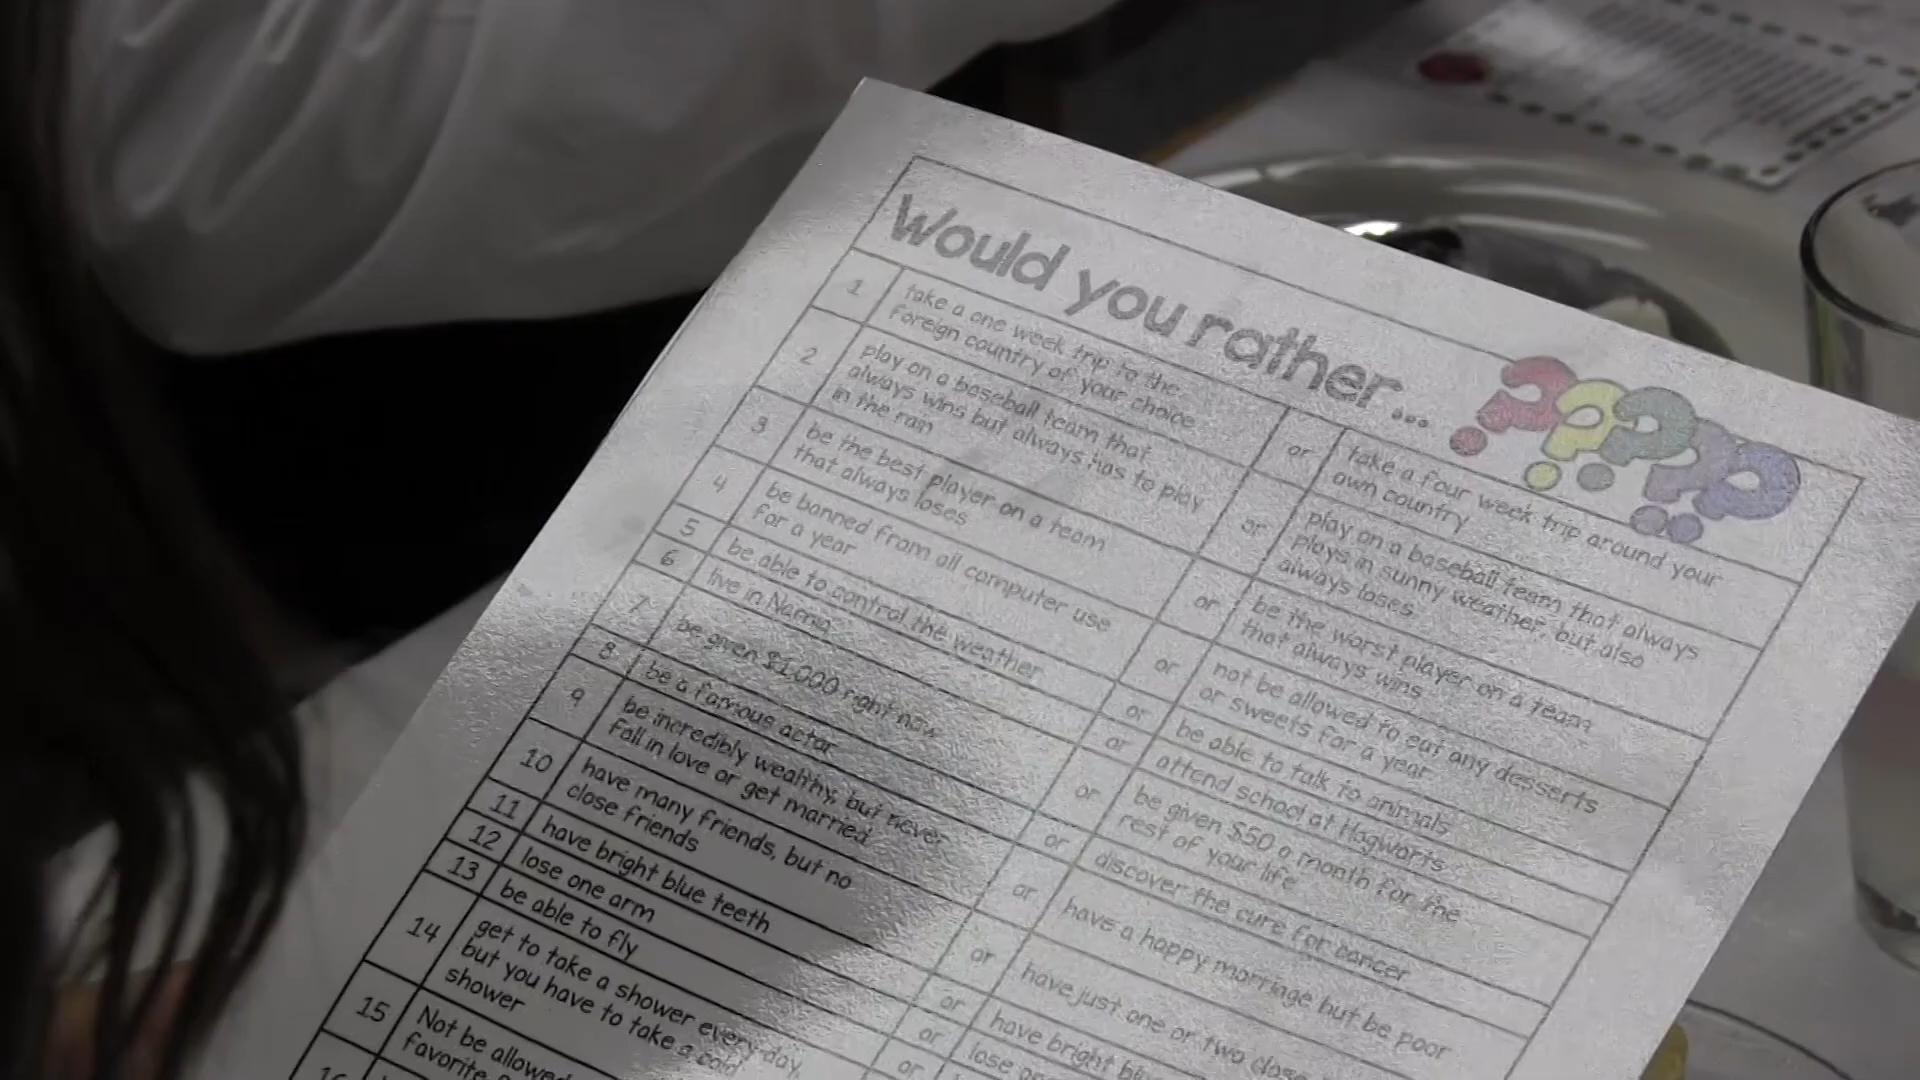 Would you rather...
1
take a one week trip to the
foreign country of your choice
or
take a four week trip around your
own country
2
play on a baseball team that
always wins but always has to play
in the rain
or
play on a baseball team that always
plays in sunny weather, but also
always loses
3
be the best player on a team
that always loses
or
be the worst player on a team
that always wins
4
be banned from all computer use
for a year
or
not be allowed to eat any desserts
or sweets for a year
5
be able to control the weather
or
be able to talk to animals
6
live in Narnia
or
attend school at Hogwarts
7
be given $1,000 right now
or
be given $50 a month for the
rest of your life
8
be a famous actor
or
discover the cure for cancer
9
be incredibly wealthy, but never
fall in love or get married
or
have a happy marriage but be poor
10
have many friends, but no
close friends
or
have just one or two close
11
have bright blue teeth
or
have bright
12
lose one arm
or
lose
13
be able to fly
or
14
get to take a shower every day,
but you have to take a cold
shower
15
Not be allowed
favorite
16